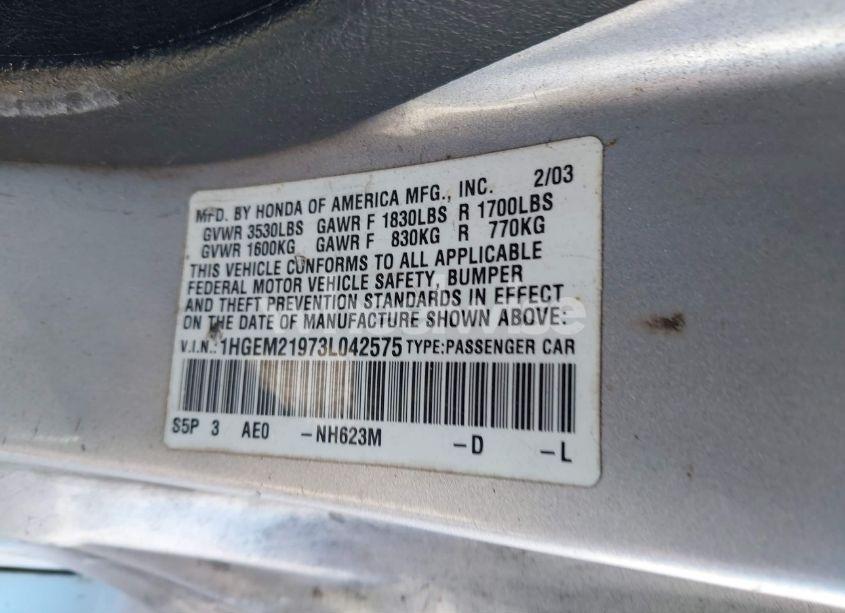 MFD. BY HONDA OF AMERICA MFG., INC. 2/03
GVWR 3530LBS GAWR F 1830LBS R 1700LBS
GVWR 1600KG GAWR F 830KG R 770KG
THIS VEHICLE CONFORMS TO ALL APPLICABLE
FEDERAL MOTOR VEHICLE SAFETY, BUMPER
AND THEFT PREVENTION STANDARDS IN EFFECT
ON THE DATE OF MANUFACTURE SHOWN ABOVE:
V.I.N.: 1HGEM21973L042575 TYPE:PASSENGER CAR
S5P 3 AE0 -NH623M -D -L